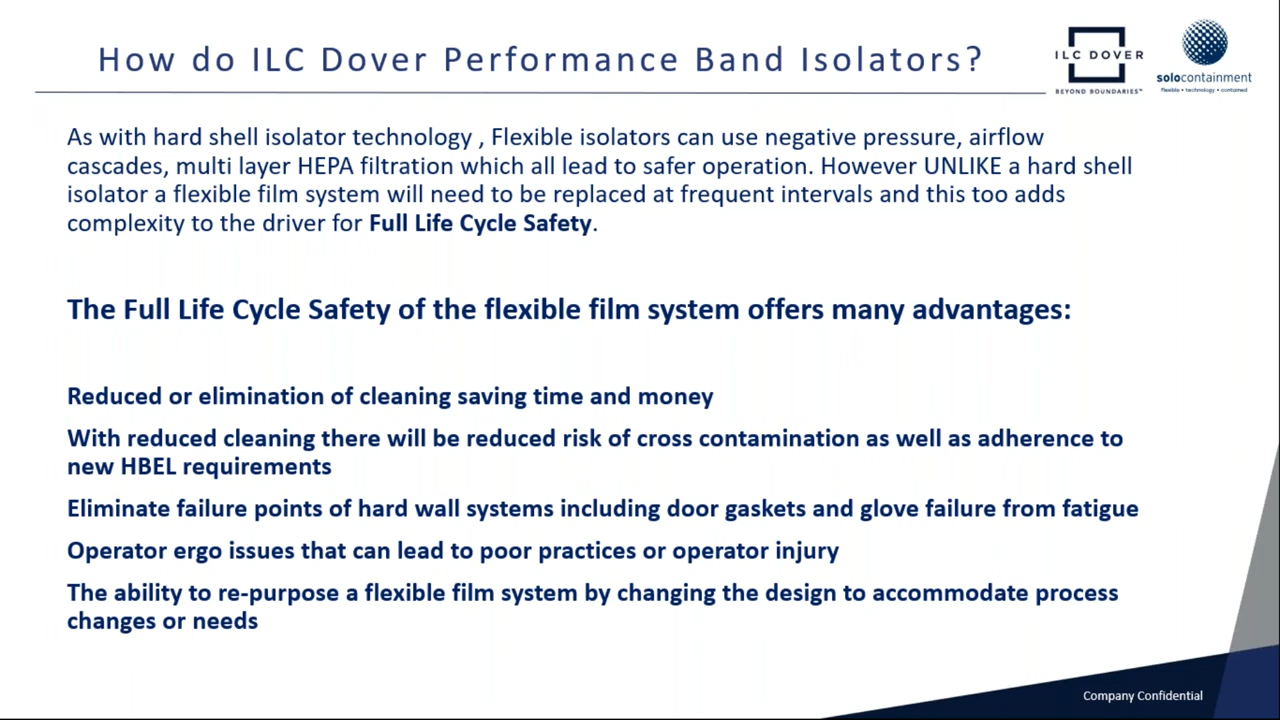 How do ILC Dover Performance Band Isolators?
ILC DOVER
BEYOND BOUNDARIES™
solocontainment
flexible • technology • contained
As with hard shell isolator technology , Flexible isolators can use negative pressure, airflow
cascades, multi layer HEPA filtration which all lead to safer operation. However UNLIKE a hard shell
isolator a flexible film system will need to be replaced at frequent intervals and this too adds
complexity to the driver for Full Life Cycle Safety.
The Full Life Cycle Safety of the flexible film system offers many advantages:
Reduced or elimination of cleaning saving time and money
With reduced cleaning there will be reduced risk of cross contamination as well as adherence to
new HBEL requirements
Eliminate failure points of hard wall systems including door gaskets and glove failure from fatigue
Operator ergo issues that can lead to poor practices or operator injury
The ability to re-purpose a flexible film system by changing the design to accommodate process
changes or needs
Company Confidential